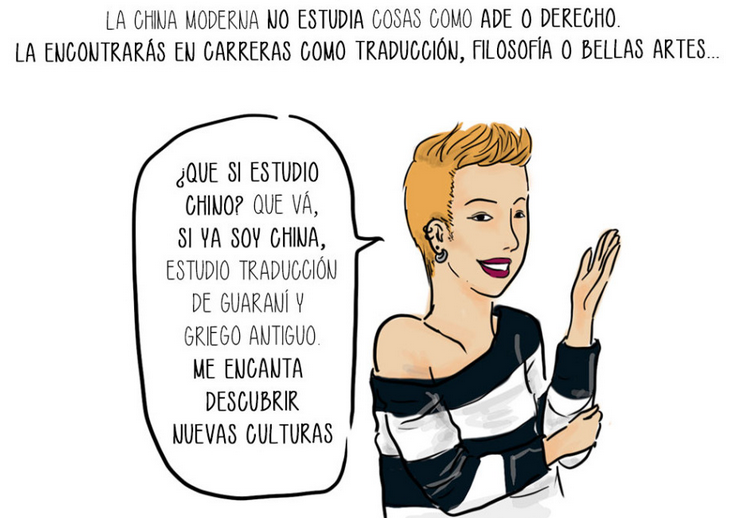 LA CHINA MODERNA NO ESTUDIA COSAS COMO ADE O DERECHO.
LA ENCONTRARÁS EN CARRERAS COMO TRADUCCIÓN, FILOSOFÍA O BELLAS ARTES...
¿QUE SI ESTUDIO
CHINO? QUE VÁ,
SI YA SOY CHINA,
ESTUDIO TRADUCCIÓN
DE GUARANÍ Y
GRIEGO ANTIGUO.
ME ENCANTA
DESCUBRIR
NUEVAS CULTURAS